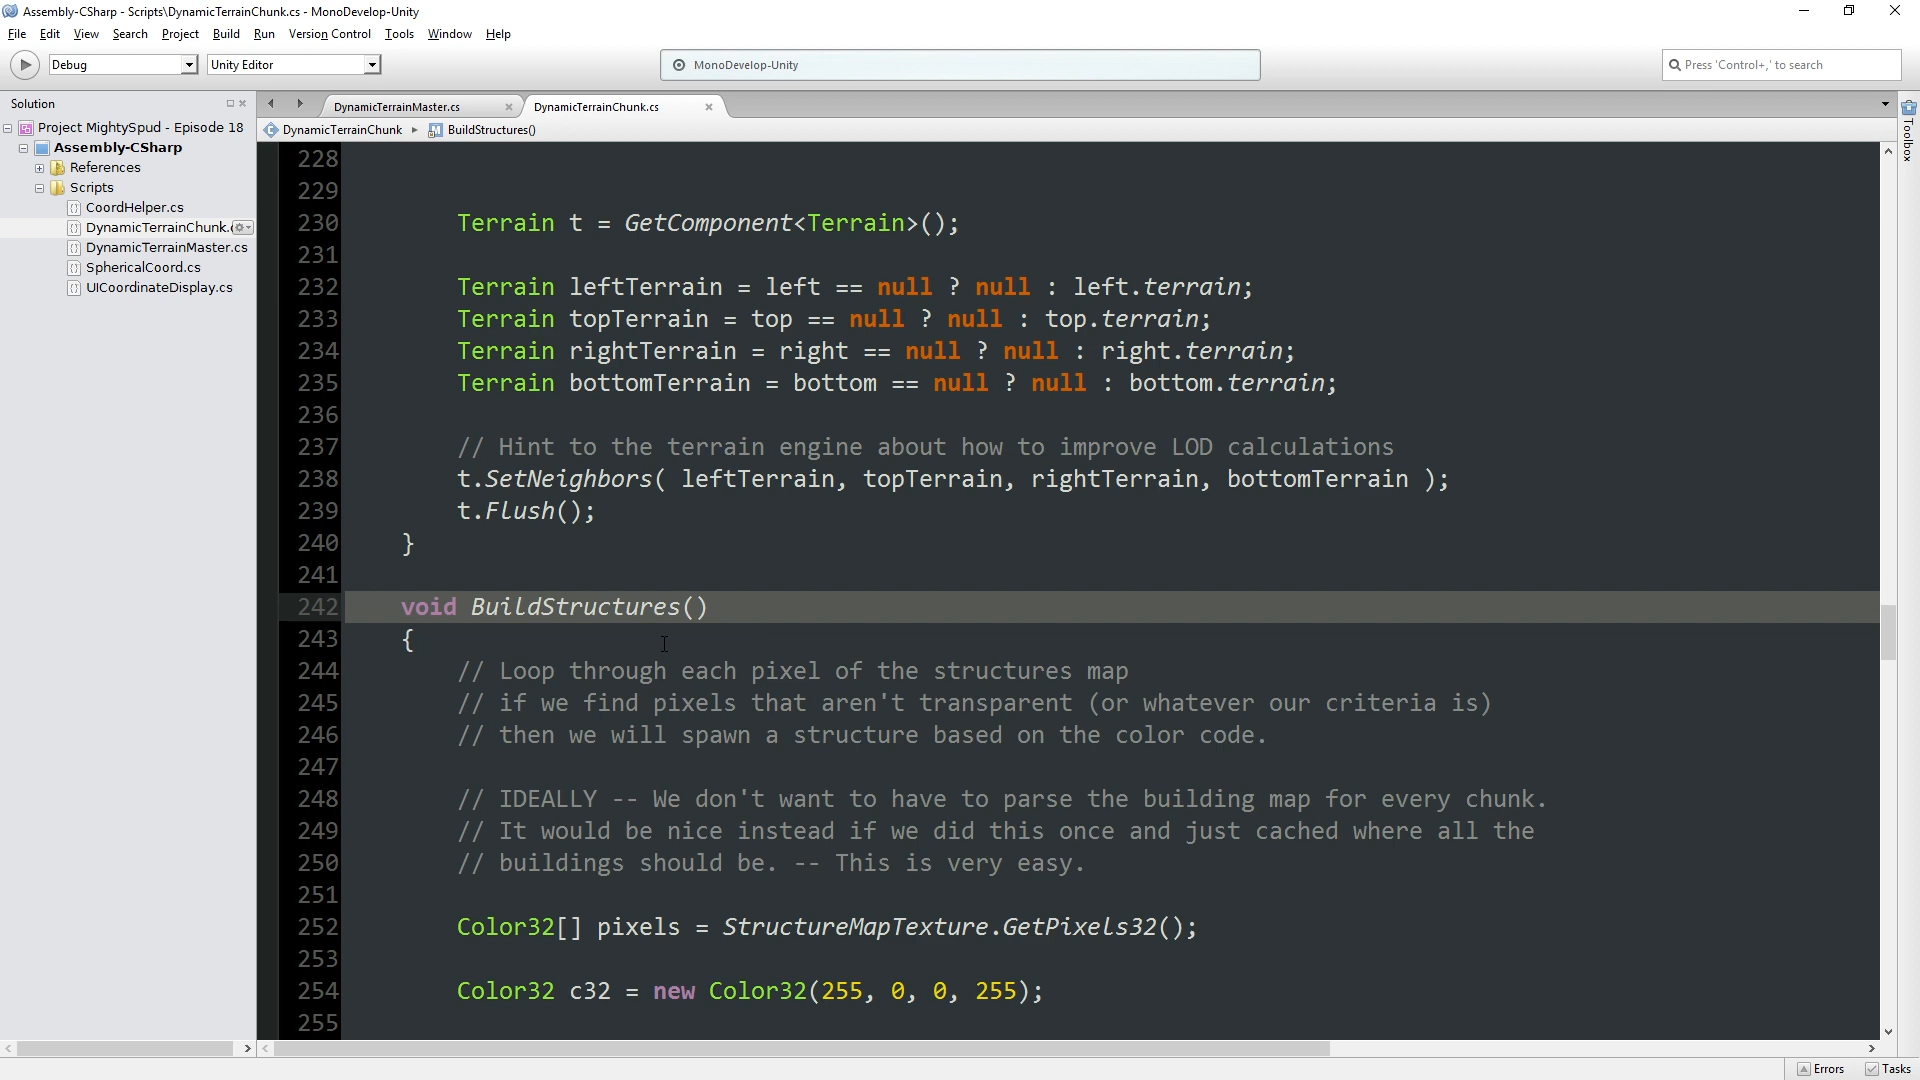 Assembly-CSharp - Scripts\DynamicTerrainChunk.cs - MonoDevelop-Unity
File Edit View Search Project Build Run Version Control Tools Window Help
Debug Unity Editor MonoDevelop-Unity Press 'Control+,' to search
Solution
Project MightySpud - Episode 18
Assembly-CSharp
References
Scripts
CoordHelper.cs
DynamicTerrainChunk.
DynamicTerrainMaster.cs
SphericalCoord.cs
UICoordinateDisplay.cs
DynamicTerrainMaster.cs DynamicTerrainChunk.cs
DynamicTerrainChunk BuildStructures()
Toolbox
228
229
230 Terrain t = GetComponent<Terrain>();
231
232 Terrain leftTerrain = left == null ? null : left.terrain;
233 Terrain topTerrain = top == null ? null : top.terrain;
234 Terrain rightTerrain = right == null ? null : right.terrain;
235 Terrain bottomTerrain = bottom == null ? null : bottom.terrain;
236
237 // Hint to the terrain engine about how to improve LOD calculations
238 t.SetNeighbors( leftTerrain, topTerrain, rightTerrain, bottomTerrain );
239 t.Flush();
240 }
241
242 void BuildStructures()
243 {
244 // Loop through each pixel of the structures map
245 // if we find pixels that aren't transparent (or whatever our criteria is)
246 // then we will spawn a structure based on the color code.
247
248 // IDEALLY -- We don't want to have to parse the building map for every chunk.
249 // It would be nice instead if we did this once and just cached where all the
250 // buildings should be. -- This is very easy.
251
252 Color32[] pixels = StructureMapTexture.GetPixels32();
253
254 Color32 c32 = new Color32(255, 0, 0, 255);
255
Errors Tasks